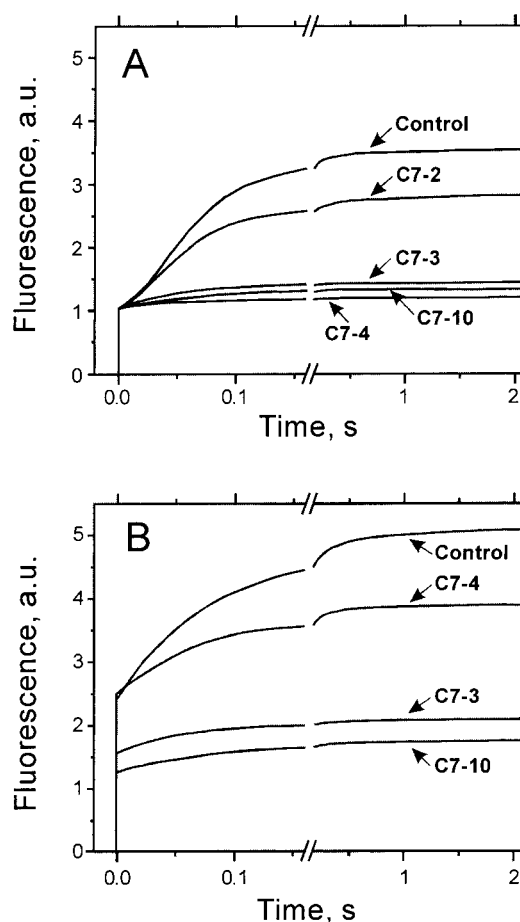 A
Fluorescence, a.u.
5
4
3
2
1
0
Control
C7-2
C7-3
C7-10
C7-4
0.0 0.1 1 2
Time, s
B
Fluorescence, a.u.
5
4
3
2
1
0
Control
C7-4
C7-3
C7-10
0.0 0.1 1 2
Time, s